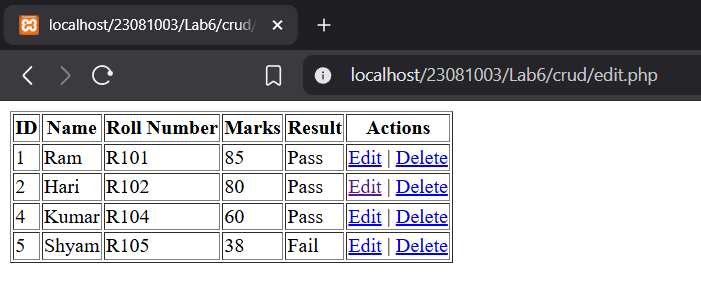 localhost/23081003/Lab6/crud/
localhost/23081003/Lab6/crud/edit.php
ID Name Roll Number Marks Result Actions
1 Ram R101 85 Pass Edit | Delete
2 Hari R102 80 Pass Edit | Delete
4 Kumar R104 60 Pass Edit | Delete
5 Shyam R105 38 Fail Edit | Delete